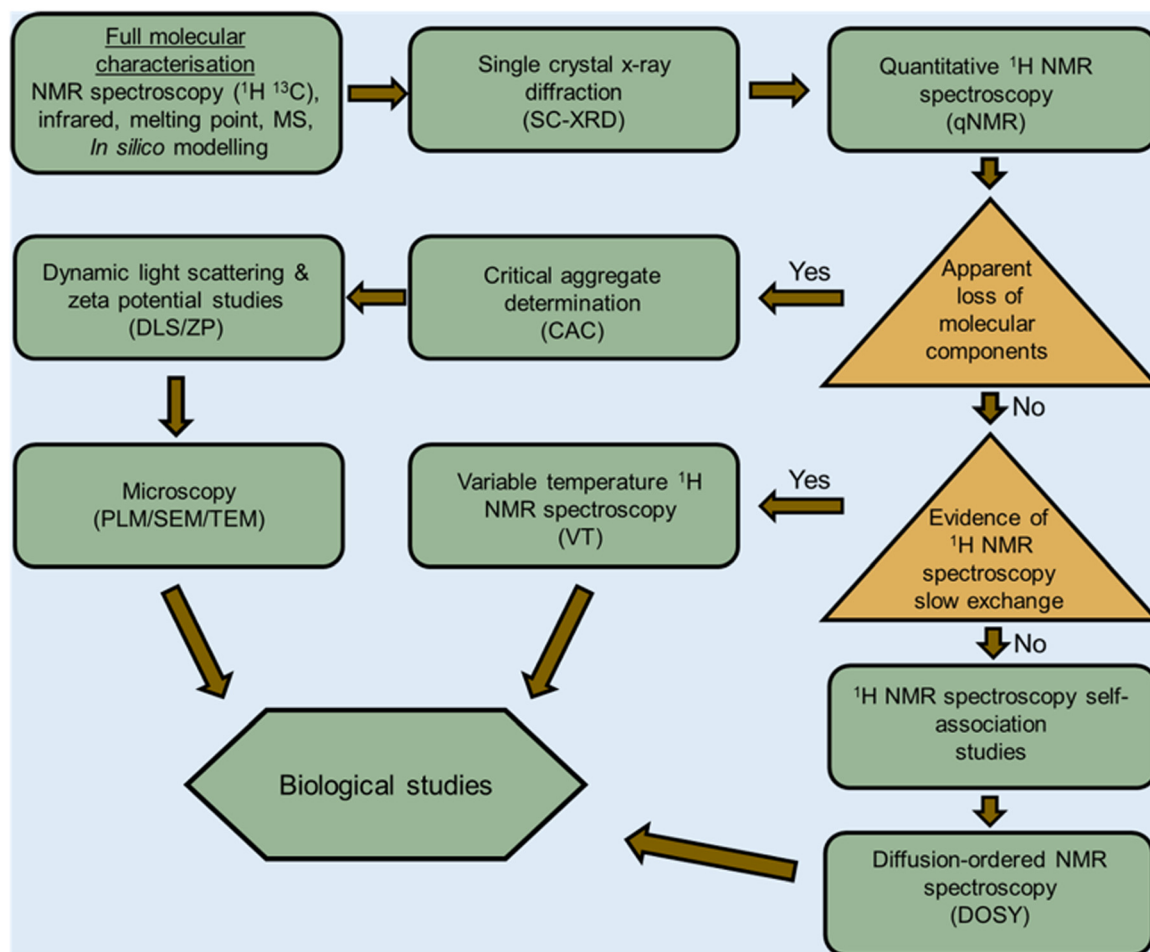 Full molecular
characterisation
NMR spectroscopy (¹H ¹³C),
infrared, melting point, MS,
In silico modelling
Single crystal x-ray
diffraction
(SC-XRD)
Quantitative ¹H NMR
spectroscopy
(qNMR)
Dynamic light scattering &
zeta potential studies
(DLS/ZP)
Critical aggregate
determination
(CAC)
Yes
Apparent
loss of
molecular
components
No
Microscopy
(PLM/SEM/TEM)
Variable temperature ¹H
NMR spectroscopy
(VT)
Yes
Evidence of
¹H NMR
spectroscopy
slow exchange
No
¹H NMR spectroscopy self-
association
studies
Biological studies
Diffusion-ordered NMR
spectroscopy
(DOSY)